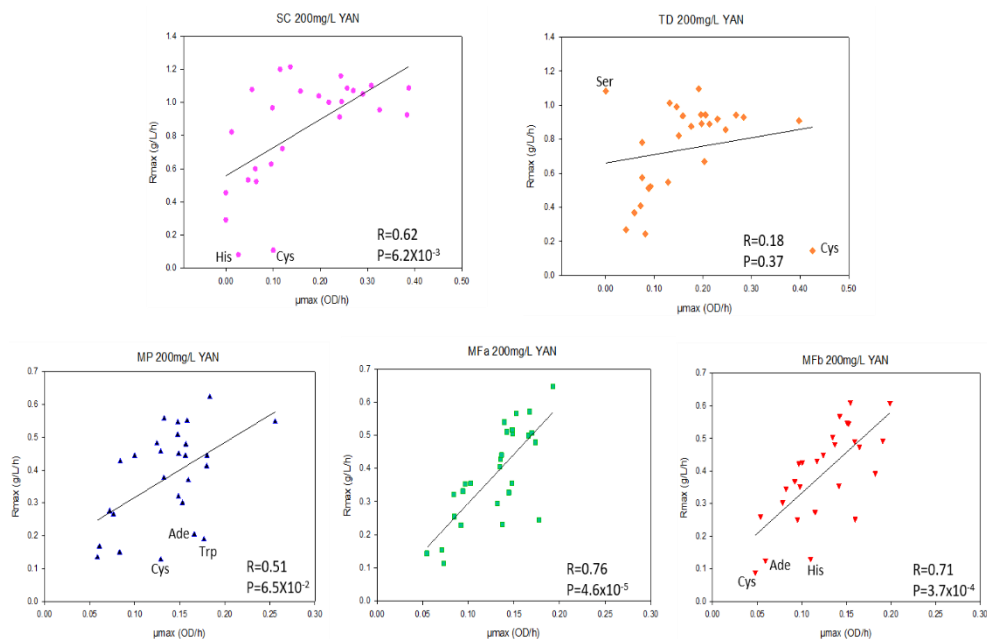 SC 200mg/L YAN
Rmax (g/L/h)
1.4
1.2
1.0
0.8
0.6
0.4
0.2
0.0
His
Cys
R=0.62
P=6.2X10⁻³
0.00 0.10 0.20 0.30 0.40 0.50
μmax (OD/h)
TD 200mg/L YAN
Rmax (g/L/h)
1.4
1.2
1.0
0.8
0.6
0.4
0.2
0.0
Ser
Cys
R=0.18
P=0.37
0.00 0.10 0.20 0.30 0.40 0.50
μmax (OD/h)
MP 200mg/L YAN
Rmax (g/L/h)
0.7
0.6
0.5
0.4
0.3
0.2
0.1
0.0
Ade
Trp
Cys
R=0.51
P=6.5X10⁻²
0.00 0.05 0.10 0.15 0.20 0.25 0.30
μmax (OD/h)
MFa 200mg/L YAN
Rmax (g/L/h)
0.7
0.6
0.5
0.4
0.3
0.2
0.1
0.0
R=0.76
P=4.6x10⁻⁵
0.00 0.05 0.10 0.15 0.20 0.25 0.30
μmax (OD/h)
MFb 200mg/L YAN
Rmax (g/L/h)
0.7
0.6
0.5
0.4
0.3
0.2
0.1
0.0
Cys
Ade
His
R=0.71
P=3.7x10⁻⁴
0.00 0.05 0.10 0.15 0.20 0.25 0.30
μmax (OD/h)